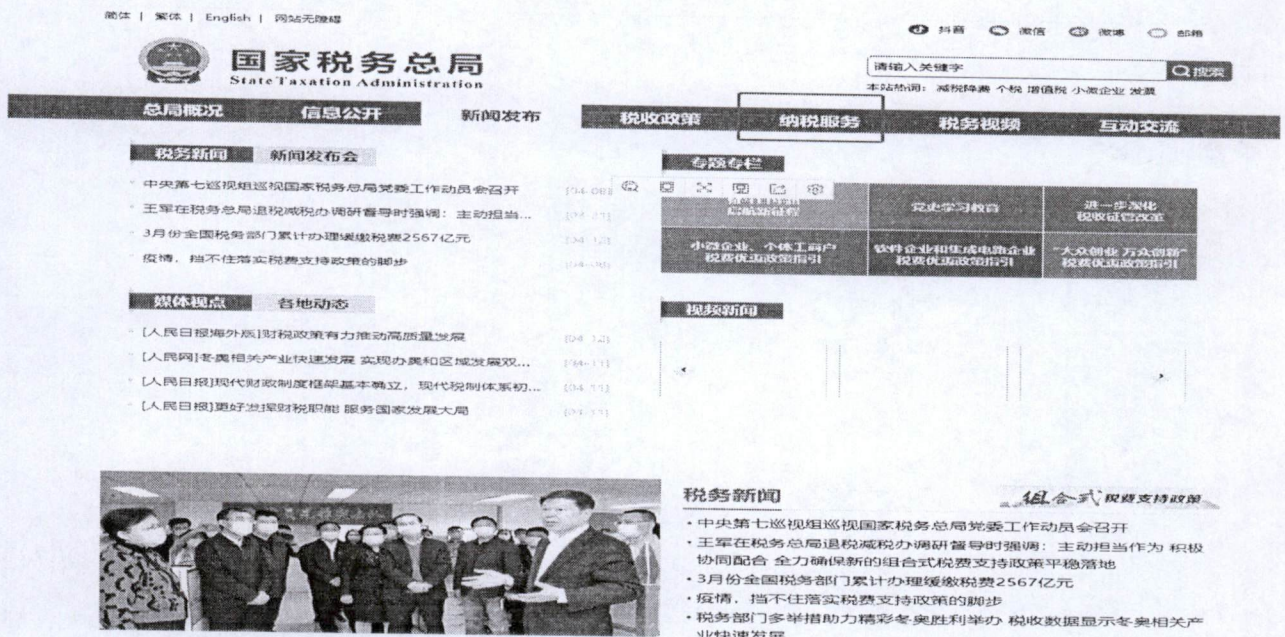 简体 | 繁体 | English | 网站无障碍
抖音 微信 微博 邮箱
国家税务总局
State Taxation Administration
请输入关键字
搜索
本站热词： 减税降费 个税 增值税 小微企业 发票
总局概况 信息公开 新闻发布 税收政策 纳税服务 税务视频 互动交流
税务新闻 新闻发布会
中央第七巡视组巡视国家税务总局党委工作动员会召开
王军在税务总局退税减税办调研督导时强调：主动担当...
3月份全国税务部门累计办理缓缴税费2567亿元
疫情，挡不住落实税费支持政策的脚步
媒体视点 各地动态
[人民日报海外版]财税政策有力推动高质量发展
[人民网]冬奥相关产业快速发展 实现办奥和区域发展双...
[人民日报]现代财政制度框架基本确立，现代税制体系初...
[人民日报]更好发挥财税职能 服务国家发展大局
专题专栏
启航新征程
党史学习教育
进一步深化
税收征管改革
小微企业、个体工商户
税费优惠政策指引
软件企业和集成电路企业
税费优惠政策指引
“大众创业 万众创新”
税费优惠政策指引
视频新闻
税务新闻
组合式税费支持政策
·中央第七巡视组巡视国家税务总局党委工作动员会召开
·王军在税务总局退税减税办调研督导时强调：主动担当作为 积极
协同配合 全力确保新的组合式税费支持政策平稳落地
·3月份全国税务部门累计办理缓缴税费2567亿元
·疫情，挡不住落实税费支持政策的脚步
·税务部门多举措助力精彩冬奥胜利举办 税收数据显示冬奥相关产
业快速发展